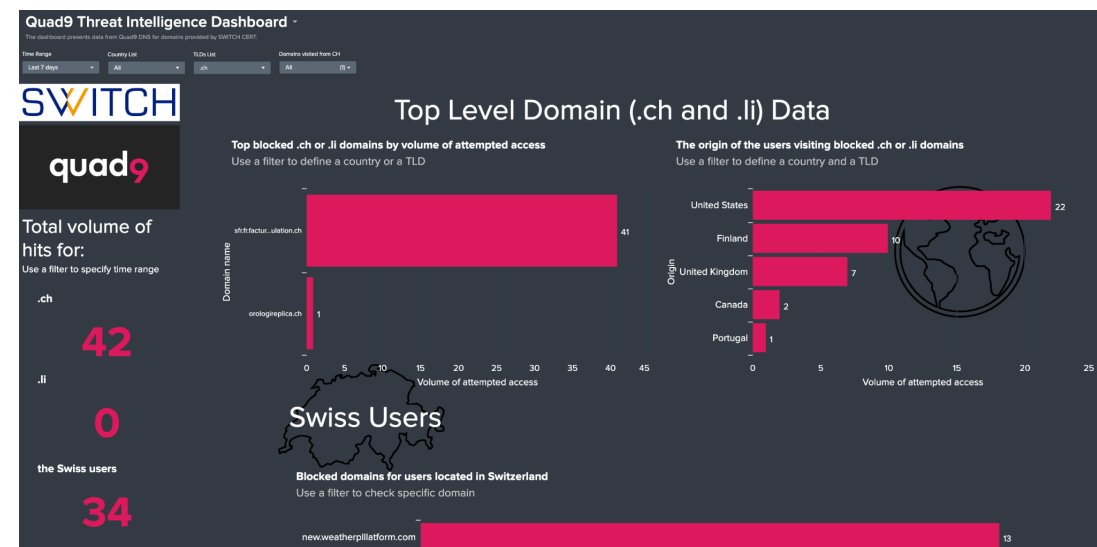 Quad9 Threat Intelligence Dashboard
The dashboard presents data from Quad9 DNS for domains provided by SWITCH CERT.
Time Range
Country List
TLDs List
Domains visited from CH
Last 7 days
All
.ch
All
(1)
SWITCH
quad9
Total volume of
hits for:
Use a filter to specify time range
.ch
42
.li
0
the Swiss users
34
Top Level Domain (.ch and .li) Data
Top blocked .ch or .li domains by volume of attempted access
Use a filter to define a country or a TLD
Domain name
sfr.fr.factur...ulation.ch
41
orologireplica.ch
1
0 5 10 15 20 25 30 35 40 45
Volume of attempted access
The origin of the users visiting blocked .ch or .li domains
Use a filter to define a country and a TLD
Origin
United States
22
Finland
10
United Kingdom
7
Canada
2
Portugal
1
0 5 10 15 20 25
Volume of attempted access
Swiss Users
Blocked domains for users located in Switzerland
Use a filter to check specific domain
new.weatherplllatform.com
13